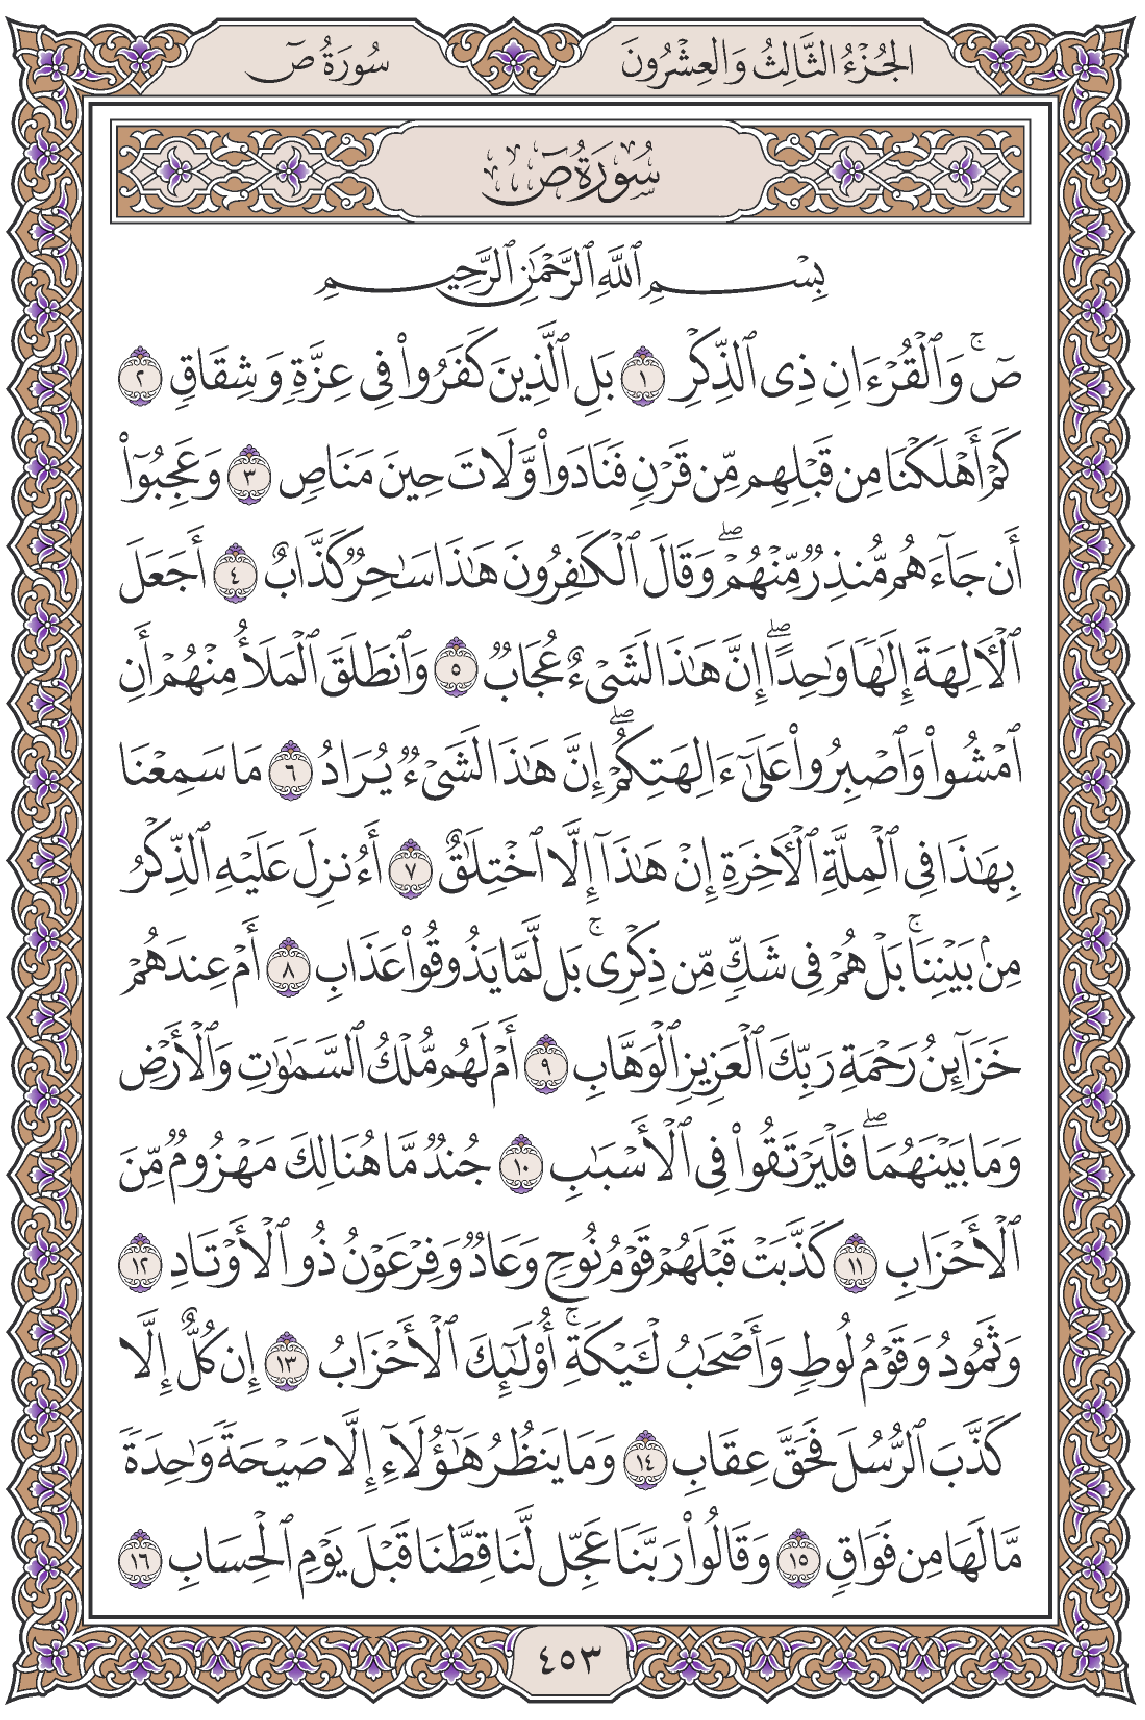 الجُزْءُ الثَّالِثُ وَالعِشْرُونَ
سُورَةُ صٓ
سُورَةُ صٓ
بِسْمِ ٱللَّهِ ٱلرَّحْمَٰنِ ٱلرَّحِيمِ
صٓۚ وَٱلْقُرْءَانِ ذِى ٱلذِّكْرِ ١ بَلِ ٱلَّذِينَ كَفَرُوا۟ فِى عِزَّةٍ وَشِقَاقٍ ٢
كَمْ أَهْلَكْنَا مِن قَبْلِهِم مِّن قَرْنٍ فَنَادَوا۟ وَّلَاتَ حِينَ مَنَاصٍ ٣ وَعَجِبُوٓا۟
أَن جَآءَهُم مُّنذِرٌ مِّنْهُمْۖ وَقَالَ ٱلْكَٰفِرُونَ هَٰذَا سَٰحِرٌ كَذَّابٌ ٤ أَجَعَلَ
ٱلْـَٔالِهَةَ إِلَٰهًا وَٰحِدًاۖ إِنَّ هَٰذَا لَشَىْءٌ عُجَابٌ ٥ وَٱنطَلَقَ ٱلْمَلَأُ مِنْهُمْ أَنِ
ٱمْشُوا۟ وَٱصْبِرُوا۟ عَلَىٰٓ ءَالِهَتِكُمْۖ إِنَّ هَٰذَا لَشَىْءٌ يُرَادُ ٦ مَا سَمِعْنَا
بِهَٰذَا فِى ٱلْمِلَّةِ ٱلْـَٔاخِرَةِ إِنْ هَٰذَآ إِلَّا ٱخْتِلَٰقٌ ٧ أَءُنزِلَ عَلَيْهِ ٱلذِّكْرُ
مِنۢ بَيْنِنَاۚ بَلْ هُمْ فِى شَكٍّ مِّن ذِكْرِىۚ بَل لَّمَّا يَذُوقُوا۟ عَذَابِ ٨ أَمْ عِندَهُمْ
خَزَآئِنُ رَحْمَةِ رَبِّكَ ٱلْعَزِيزِ ٱلْوَهَّابِ ٩ أَمْ لَهُم مُّلْكُ ٱلسَّمَٰوَٰتِ وَٱلْأَرْضِ
وَمَا بَيْنَهُمَاۖ فَلْيَرْتَقُوا۟ فِى ٱلْأَسْبَٰبِ ١٠ جُندٌ مَّا هُنَالِكَ مَهْزُومٌ مِّنَ
ٱلْأَحْزَابِ ١١ كَذَّبَتْ قَبْلَهُمْ قَوْمُ نُوحٍ وَعَادٌ وَفِرْعَوْنُ ذُو ٱلْأَوْتَادِ ١٢
وَثَمُودُ وَقَوْمُ لُوطٍ وَأَصْحَٰبُ لْـَٔيْكَةِۚ أُو۟لَٰٓئِكَ ٱلْأَحْزَابُ ١٣ إِن كُلٌّ إِلَّا
كَذَّبَ ٱلرُّسُلَ فَحَقَّ عِقَابِ ١٤ وَمَا يَنظُرُ هَٰٓؤُلَآءِ إِلَّا صَيْحَةً وَٰحِدَةً
مَّا لَهَا مِن فَوَاقٍ ١٥ وَقَالُوا۟ رَبَّنَا عَجِّل لَّنَا قِطَّنَا قَبْلَ يَوْمِ ٱلْحِسَابِ ١٦
٤٥٣